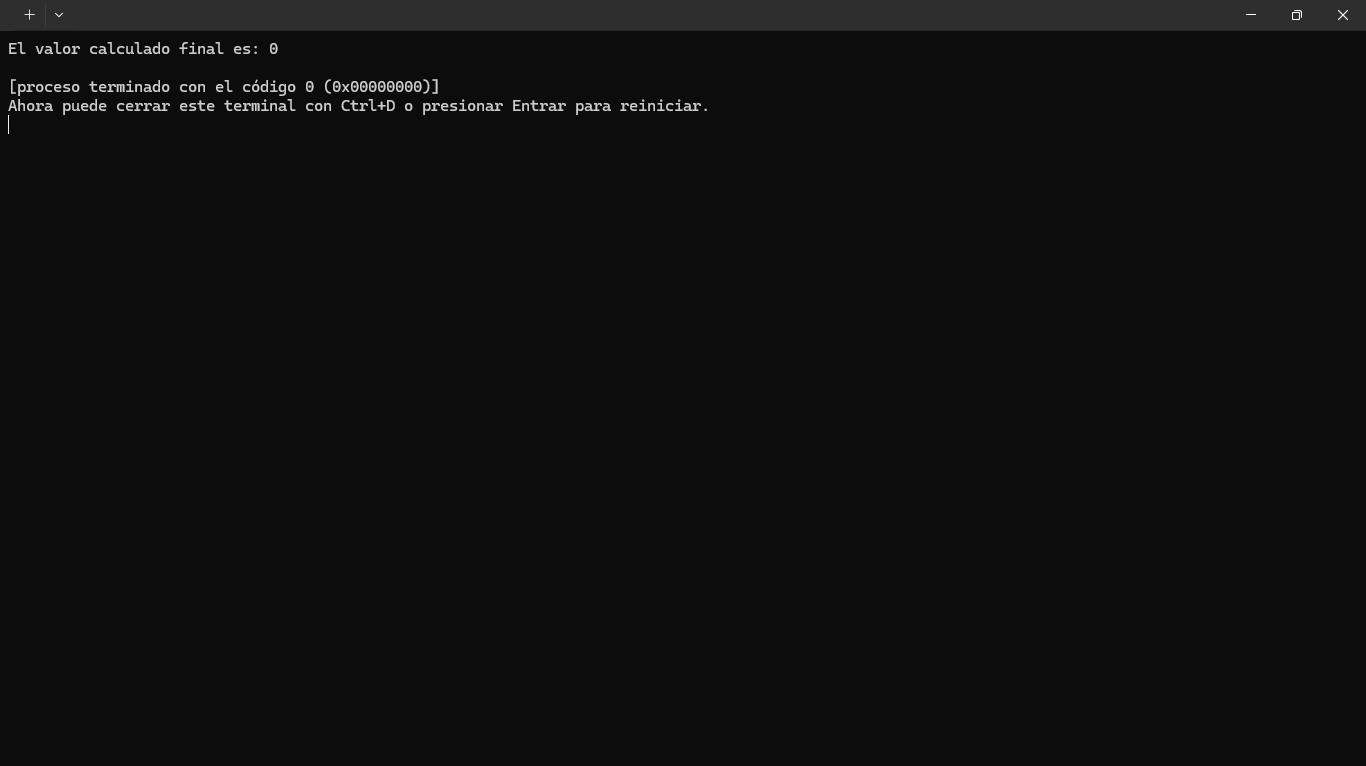 El valor calculado final es: 0
[proceso terminado con el código 0 (0x00000000)]
Ahora puede cerrar este terminal con Ctrl+D o presionar Entrar para reiniciar.